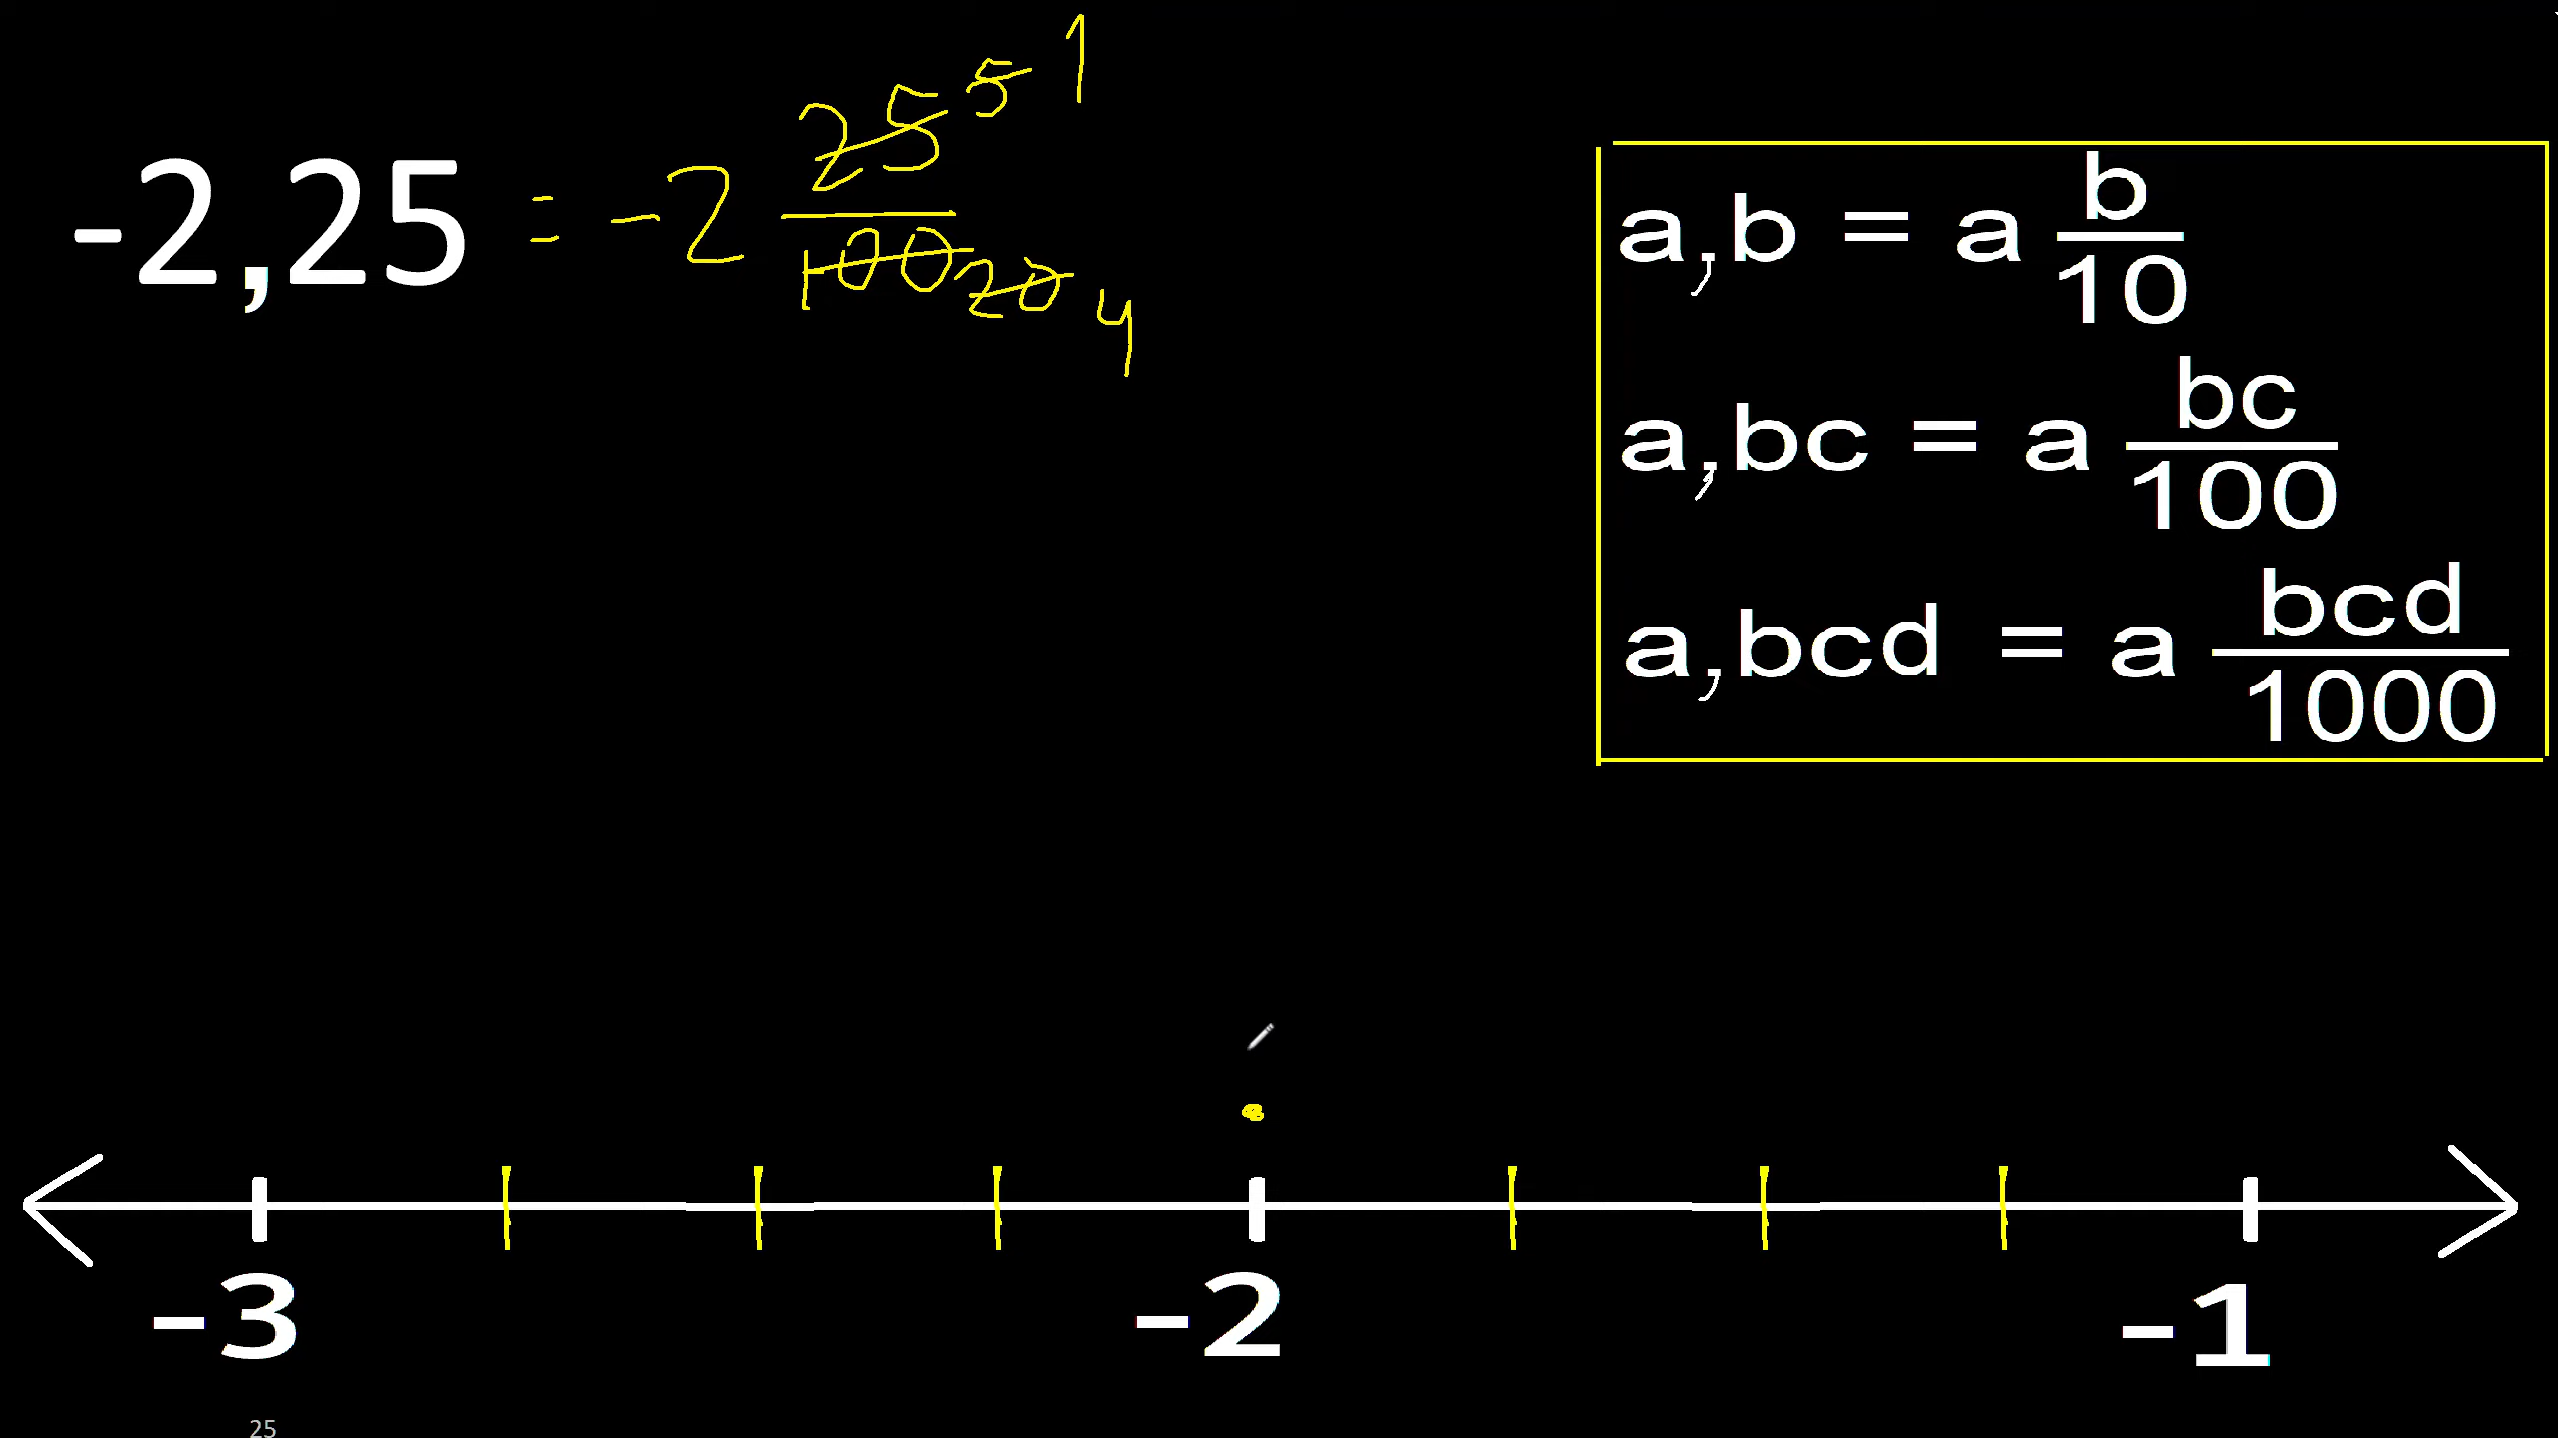 -2,25 = -2 25/100 5/20 1/4
a,b = a b/10
a,bc = a bc/100
a,bcd = a bcd/1000
-3 -2 -1
25